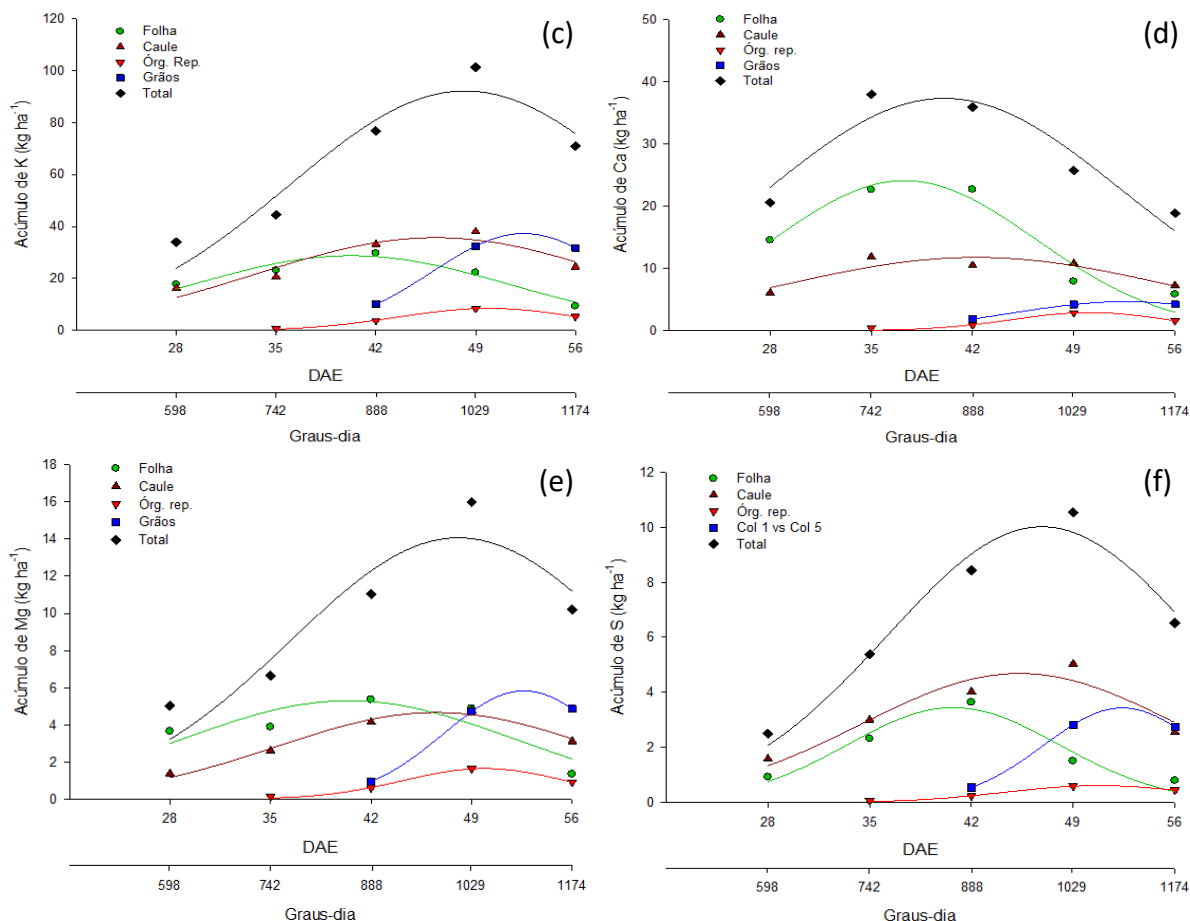 (c)
Folha
Caule
Órg. Rep.
Grãos
Total
Acúmulo de K (kg ha⁻¹)
120
100
80
60
40
20
0
28 35 42 49 56
DAE
598 742 888 1029 1174
Graus-dia
(d)
Folha
Caule
Órg. rep.
Grãos
Total
Acúmulo de Ca (kg ha⁻¹)
50
40
30
20
10
0
28 35 42 49 56
DAE
598 742 888 1029 1174
Graus-dia
(e)
Folha
Caule
Órg. rep.
Grãos
Total
Acúmulo de Mg (kg ha⁻¹)
18
16
14
12
10
8
6
4
2
0
28 35 42 49 56
DAE
598 742 888 1029 1174
Graus-dia
(f)
Folha
Caule
Órg. rep.
Col 1 vs Col 5
Total
Acúmulo de S (kg ha⁻¹)
12
10
8
6
4
2
0
28 35 42 49 56
DAE
598 742 888 1029 1174
Graus-dia